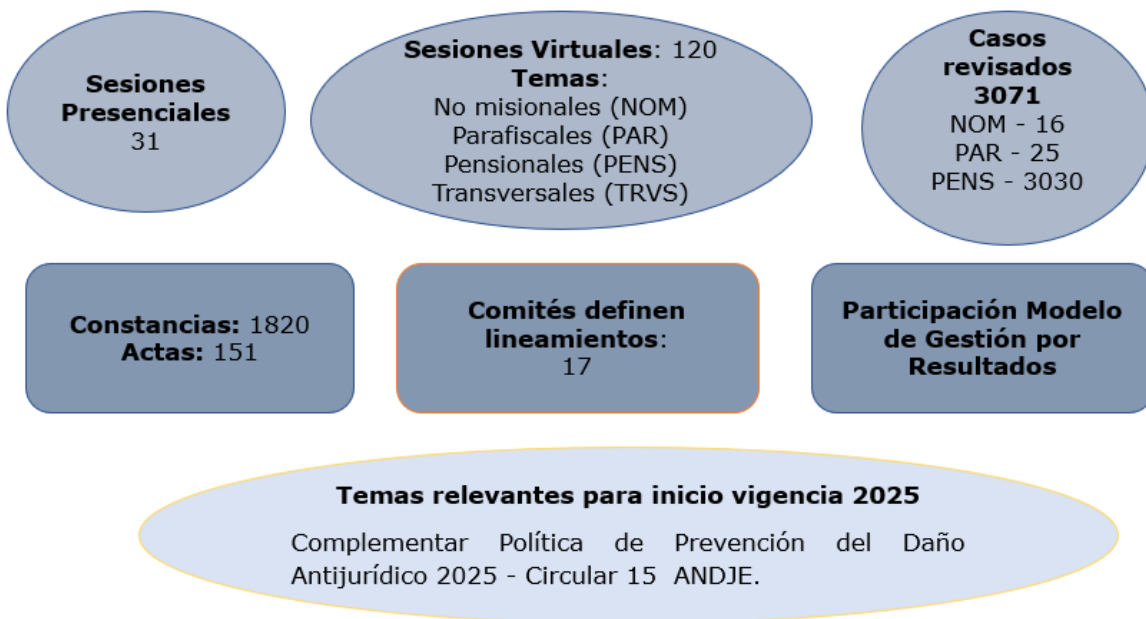 Sesiones
Presenciales
31
Sesiones Virtuales: 120
Temas:
No misionales (NOM)
Parafiscales (PAR)
Pensionales (PENS)
Transversales (TRVS)
Casos
revisados
3071
NOM - 16
PAR - 25
PENS - 3030
Constancias: 1820
Actas: 151
Comités definen
lineamientos:
17
Participación Modelo
de Gestión por
Resultados
Temas relevantes para inicio vigencia 2025
Complementar Política de Prevención del Daño
Antijurídico 2025 - Circular 15 ANDJE.